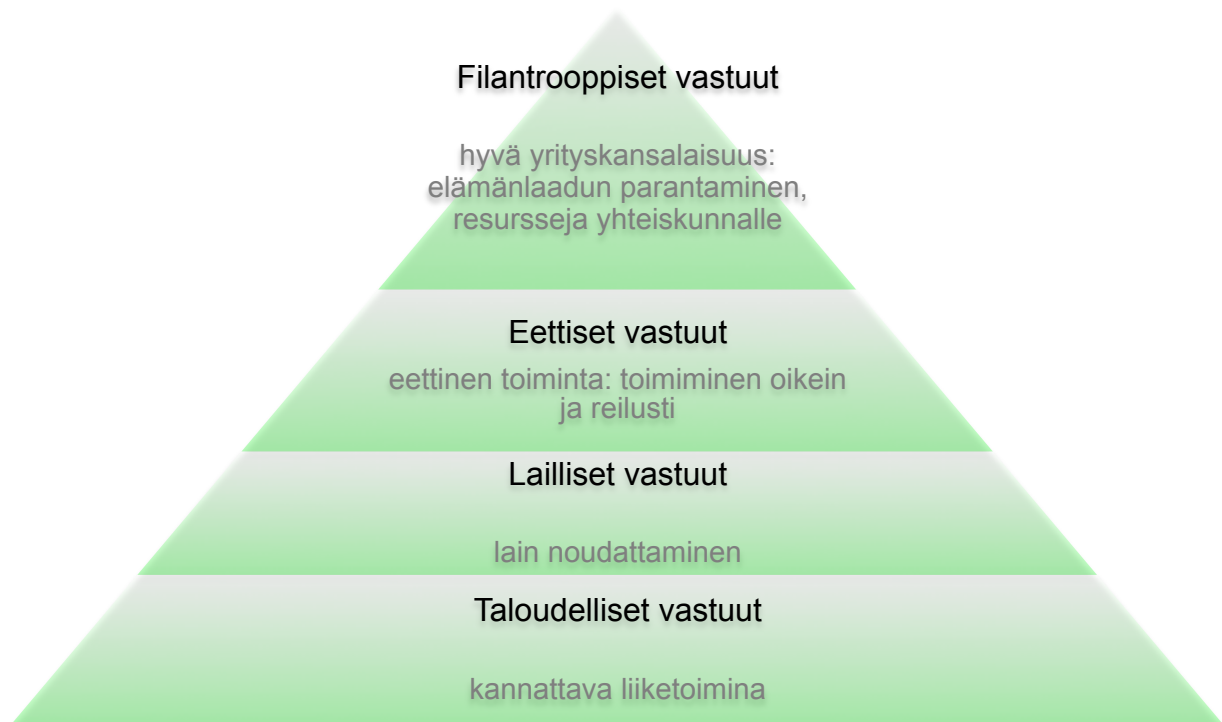 Filantrooppiset vastuut
hyvä yrityskansalaisuus:
elämänlaadun parantaminen,
resursseja yhteiskunnalle
Eettiset vastuut
eettinen toiminta: toimiminen oikein
ja reilusti
Lailliset vastuut
lain noudattaminen
Taloudelliset vastuut
kannattava liiketoimina